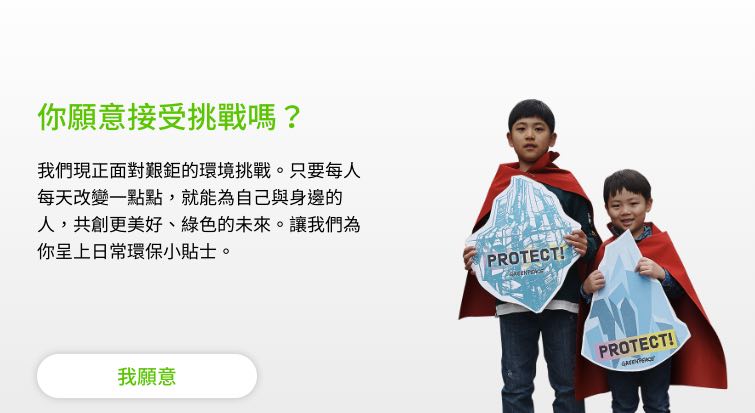 你願意接受挑戰嗎？
我們現正面對艱鉅的環境挑戰。只要每人
每天改變一點點，就能為自己與身邊的
人，共創更美好、綠色的未來。讓我們為
你呈上日常環保小貼士。
我願意
PROTECT!
GREENPEACE
PROTECT!
GREENPEACE